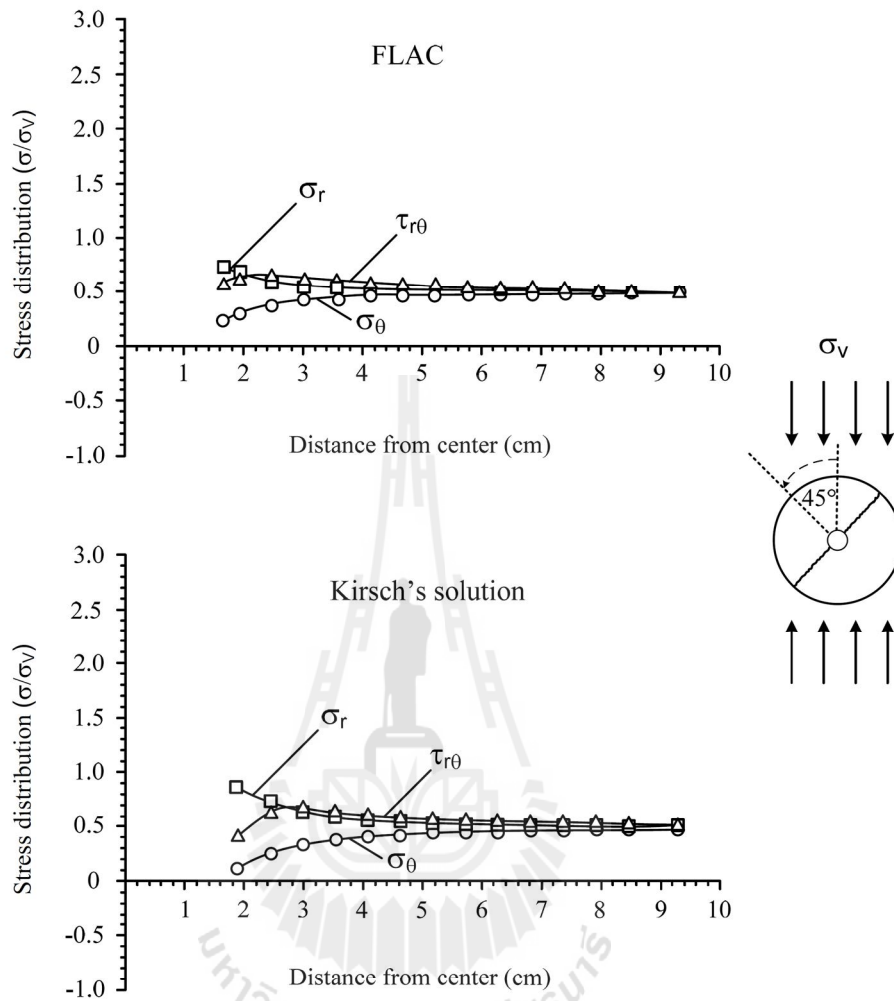 3.0
FLAC
2.5
2.0
1.5
σr
1.0
τrθ
0.5
σθ
0
1 2 3 4 5 6 7 8 9 10
-0.5
-1.0
Stress distribution (σ/σV)
Distance from center (cm)
σv
45°
3.0
Kirsch’s solution
2.5
2.0
1.5
σr
1.0
τrθ
0.5
σθ
0
1 2 3 4 5 6 7 8 9 10
-0.5
-1.0
Stress distribution (σ/σV)
Distance from center (cm)